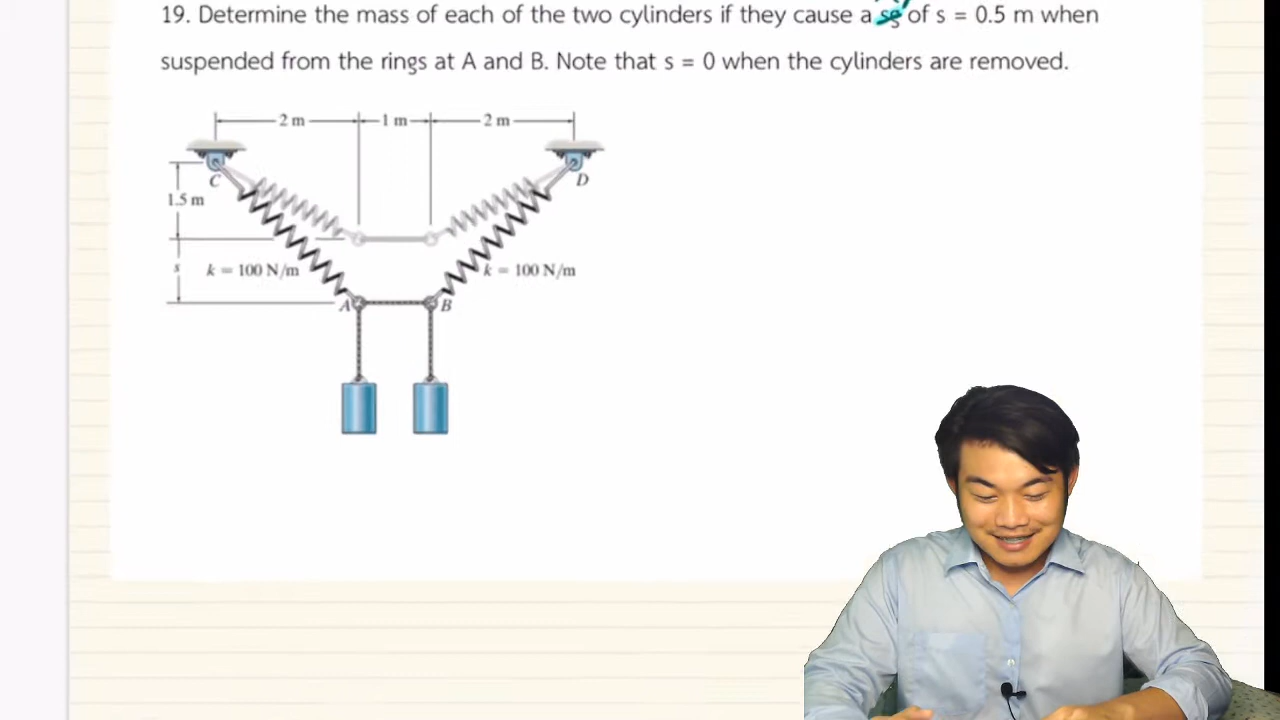 19. Determine the mass of each of the two cylinders if they cause a of s = 0.5 m when
suspended from the rings at A and B. Note that s = 0 when the cylinders are removed.
2 m 1 m 2 m
C D
1.5 m
s k = 100 N/m k = 100 N/m
A B